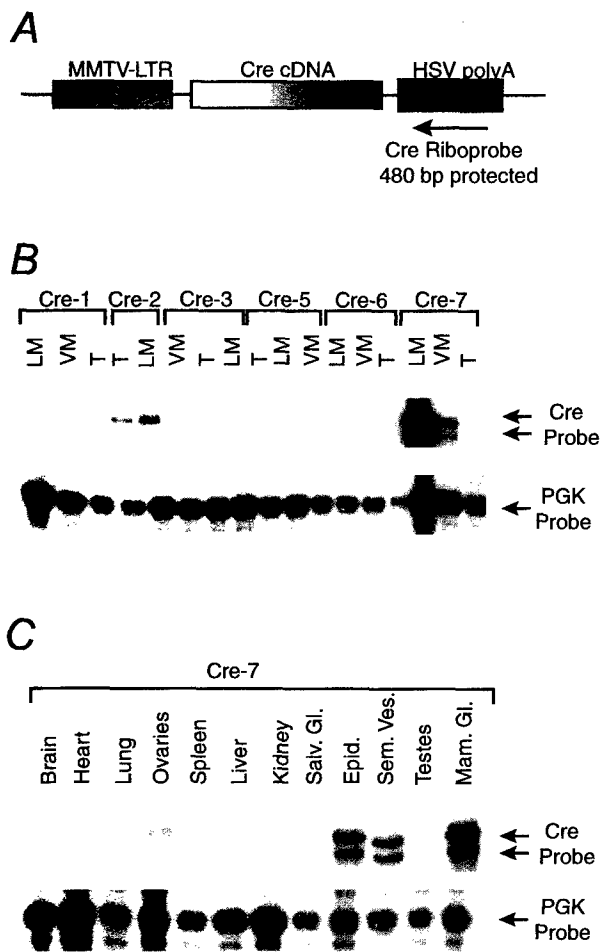 A
MMTV-LTR Cre cDNA HSV polyA
Cre Riboprobe
480 bp protected
B
Cre-1 Cre-2 Cre-3 Cre-5 Cre-6 Cre-7
LM VM T T LM VM T LM T LM VM LM VM T LM VM T
Cre
Probe
PGK
Probe
C
Cre-7
Brain Heart Lung Ovaries Spleen Liver Kidney Salv. Gl. Epid. Sem. Ves. Testes Mam. Gl.
Cre
Probe
PGK
Probe